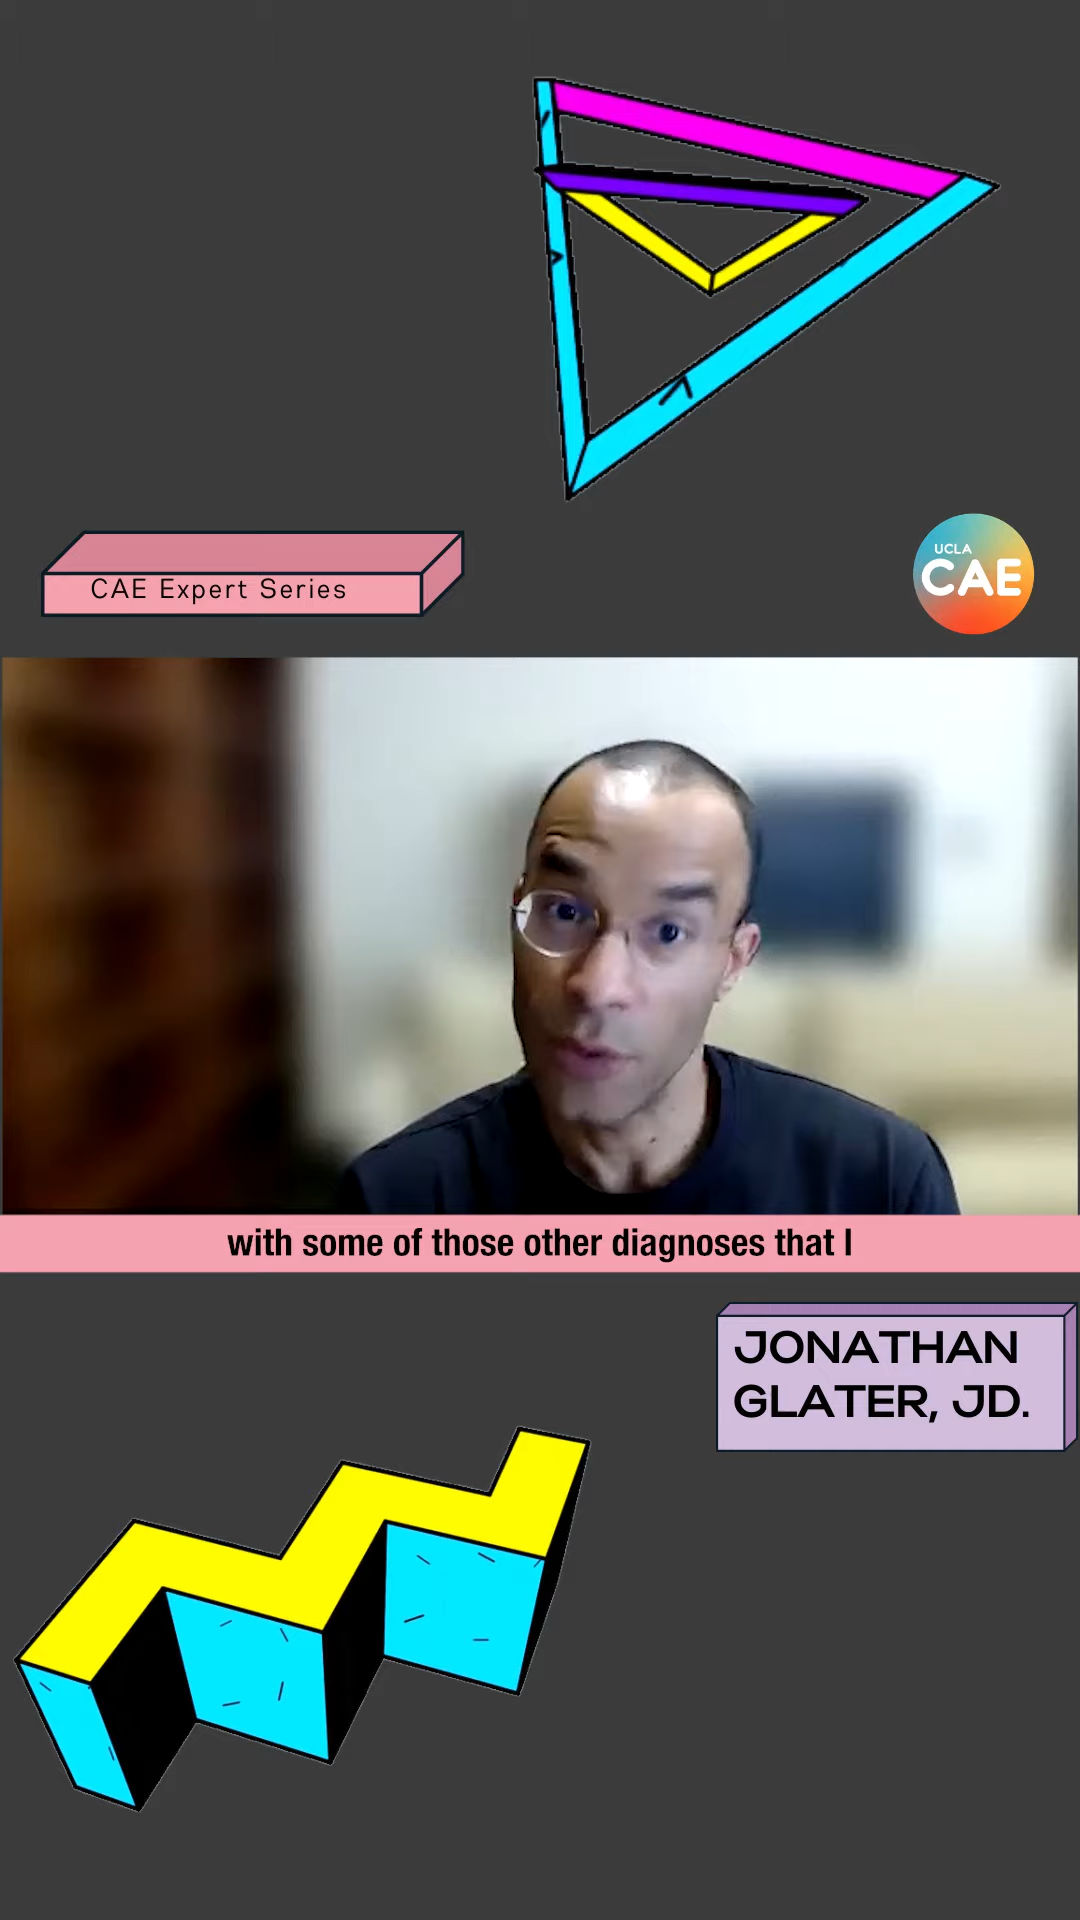 CAE Expert Series
UCLA
CAE
with some of those other diagnoses that I
JONATHAN
GLATER, JD.